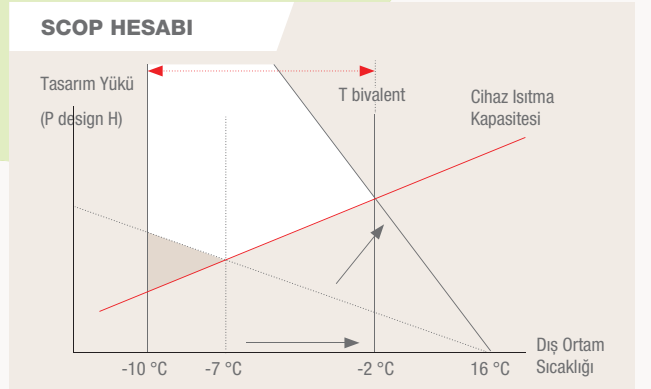 SCOP HESABI
Tasarım Yükü
(P design H)
T bivalent
Cihaz Isıtma
Kapasitesi
-10 °C
-7 °C
-2 °C
16 °C
Dış Ortam
Sıcaklığı